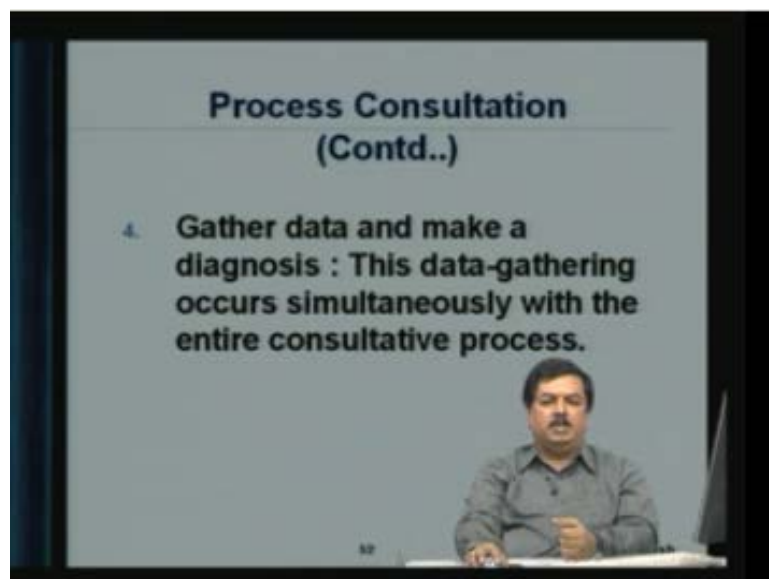 Process Consultation
(Contd..)
4. Gather data and make a
diagnosis : This data-gathering
occurs simultaneously with the
entire consultative process.
52